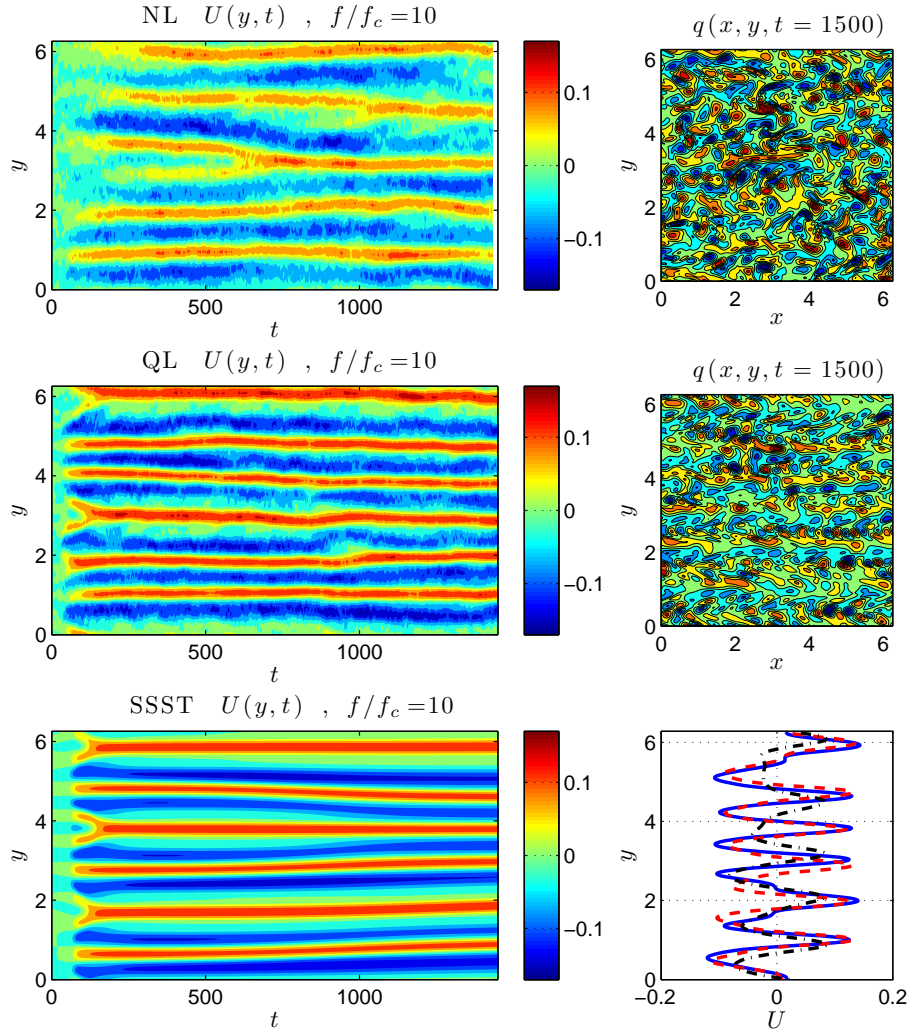 NL U(y,t) , f/f_c=10
q(x,y,t = 1500)
6
4
2
0
y
0 500 1000
t
0.1
0
−0.1
6
4
2
0
y
0 2 4 6
x
QL U(y,t) , f/f_c=10
q(x,y,t = 1500)
6
4
2
0
y
0 500 1000
t
0.1
0
−0.1
6
4
2
0
y
0 2 4 6
x
SSST U(y,t) , f/f_c=10
6
4
2
0
y
0 500 1000
t
0.1
0
−0.1
6
4
2
0
y
−0.2 0 0.2
U